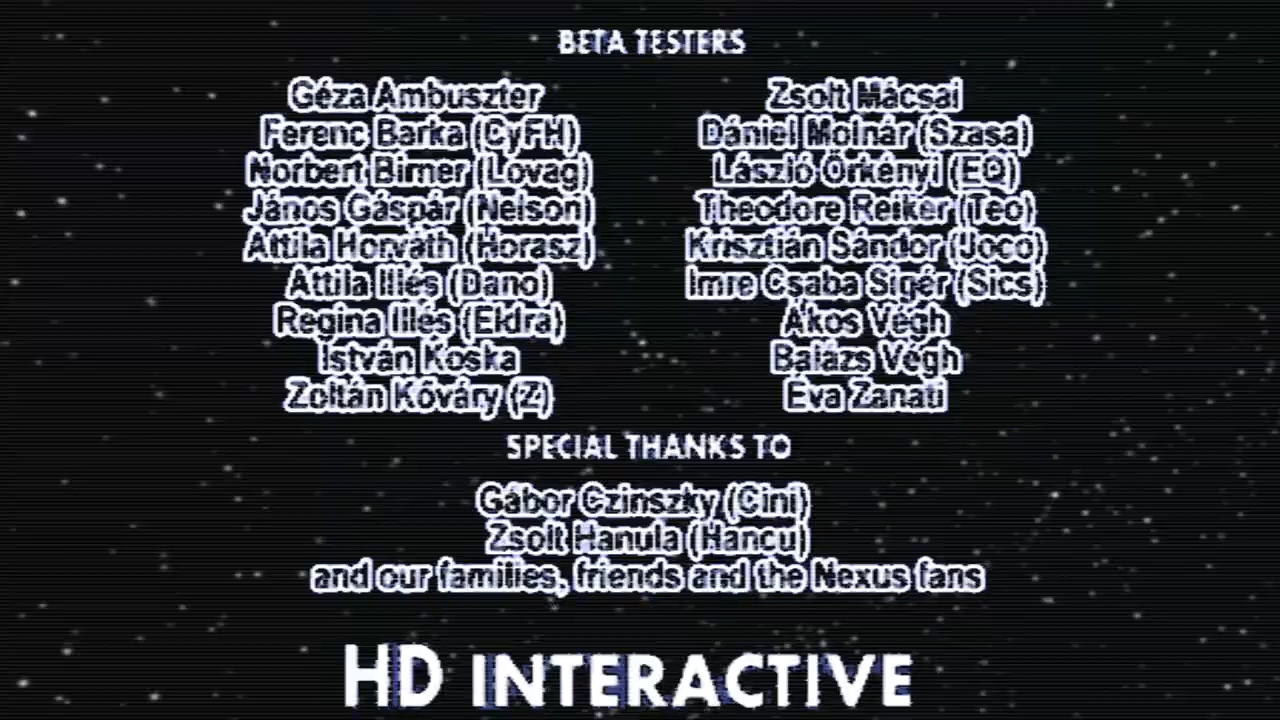 BETA TESTERS
Géza Ambuszter
Ferenc Barka (CyFH)
Norbert Birner (Lovag)
János Gáspár (Nelson)
Attila Horváth (Horasz)
Attila Illés (Dano)
Regina Illés (Eldra)
István Koska
Zoltán Kőváry (Z)
Zsolt Mácsai
Dániel Molnár (Szasa)
László Örkényi (EQ)
Theodore Reiker (Teo)
Krisztián Sándor (Joco)
Imre Csaba Sigér (Sics)
Ákos Végh
Balázs Végh
Éva Zanati
SPECIAL THANKS TO
Gábor Czinszky (Cini)
Zsolt Hanula (Hancu)
and our families, friends and the Nexus fans
HD INTERACTIVE